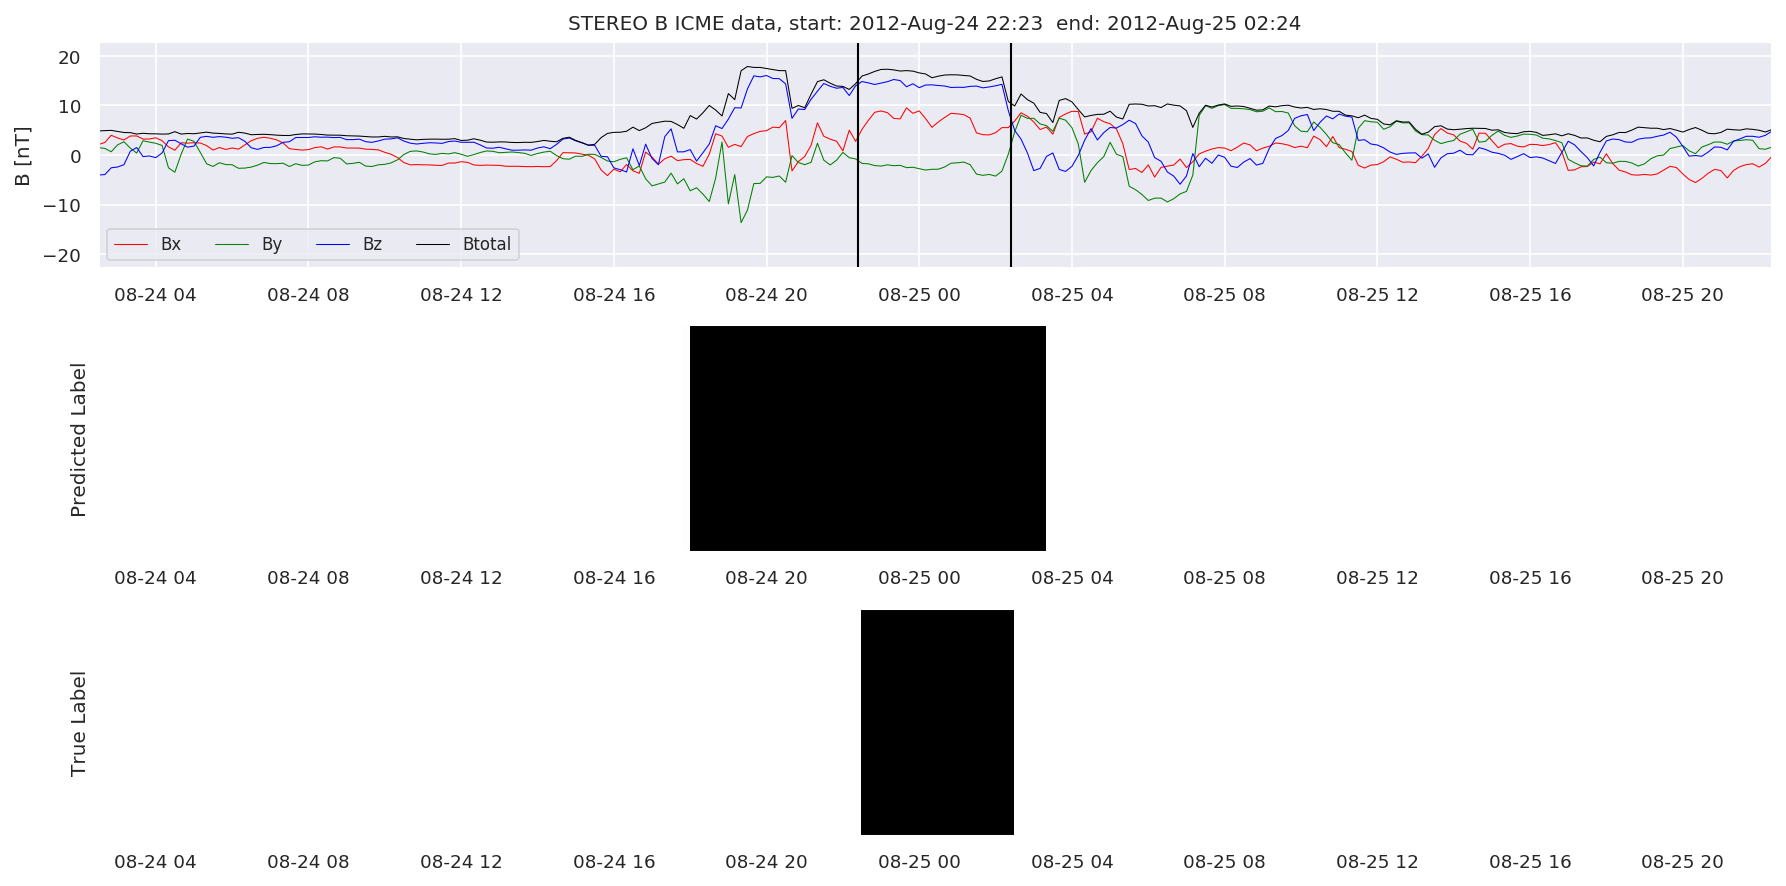 STEREO B ICME data, start: 2012-Aug-24 22:23  end: 2012-Aug-25 02:24
B [nT]
20
10
0
−10
−20
Bx By Bz Btotal
08-24 04 08-24 08 08-24 12 08-24 16 08-24 20 08-25 00 08-25 04 08-25 08 08-25 12 08-25 16 08-25 20
Predicted Label
08-24 04 08-24 08 08-24 12 08-24 16 08-24 20 08-25 00 08-25 04 08-25 08 08-25 12 08-25 16 08-25 20
True Label
08-24 04 08-24 08 08-24 12 08-24 16 08-24 20 08-25 00 08-25 04 08-25 08 08-25 12 08-25 16 08-25 20